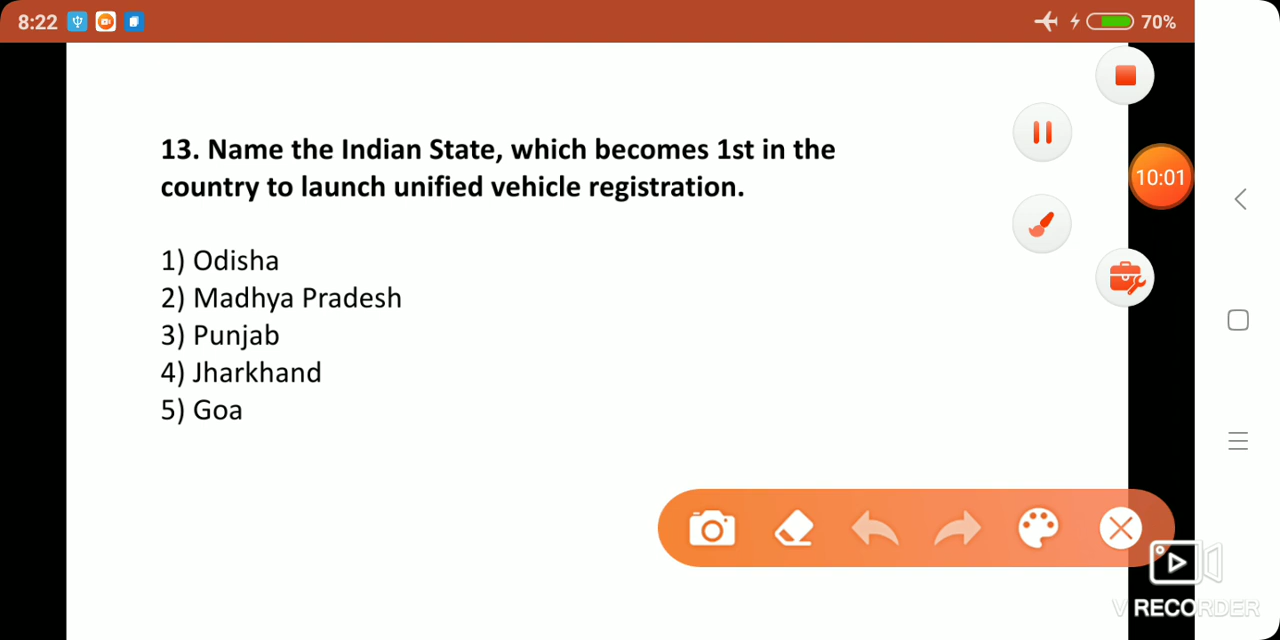 8:22
70%
13. Name the Indian State, which becomes 1st in the
country to launch unified vehicle registration.
10:01
1) Odisha
2) Madhya Pradesh
3) Punjab
4) Jharkhand
5) Goa
V RECORDER